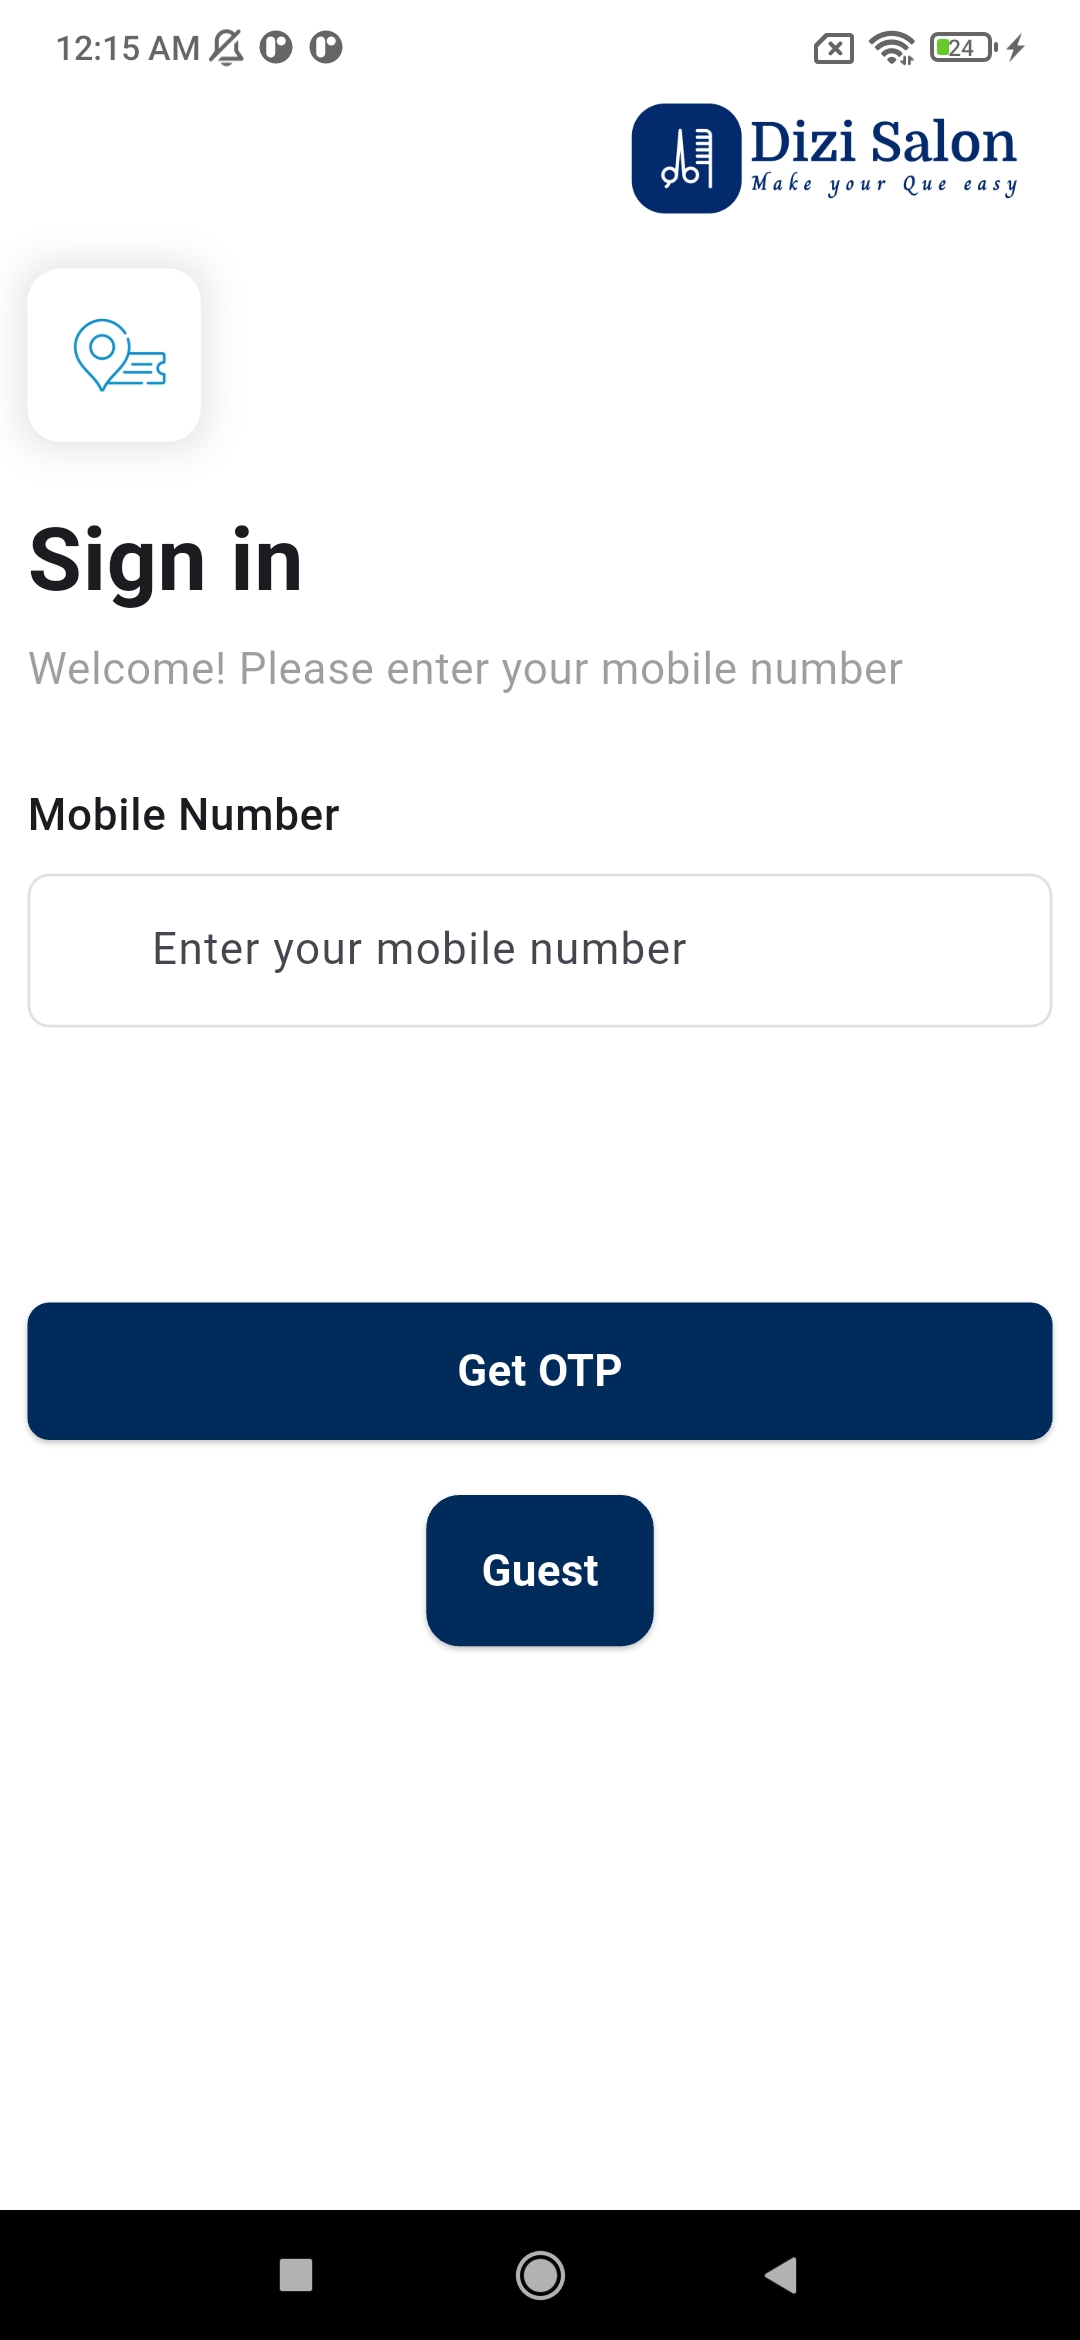 12:15 AM
24
Dizi Salon
Make your Que easy
Sign in
Welcome! Please enter your mobile number
Mobile Number
Enter your mobile number
Get OTP
Guest